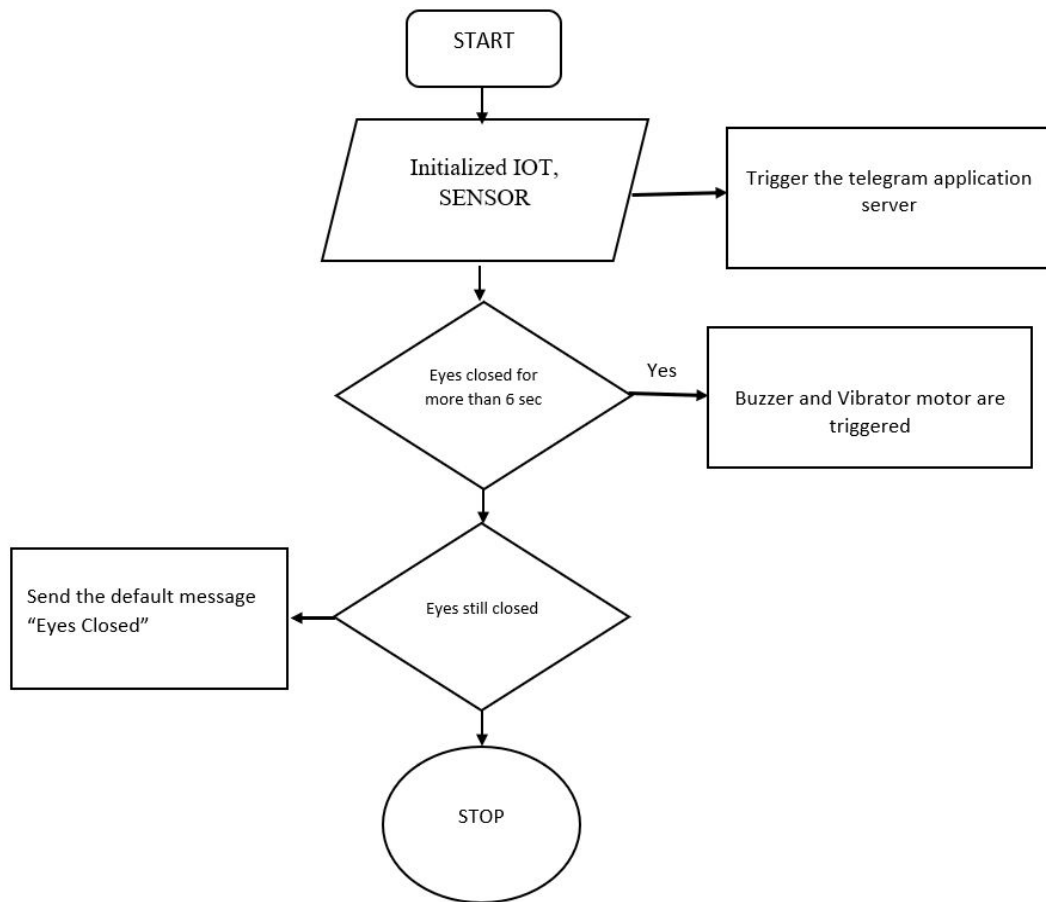 START
Initialized IOT,
SENSOR
Trigger the telegram application
server
Eyes closed for
more than 6 sec
Yes
Buzzer and Vibrator motor are
triggered
Send the default message
“Eyes Closed”
Eyes still closed
STOP